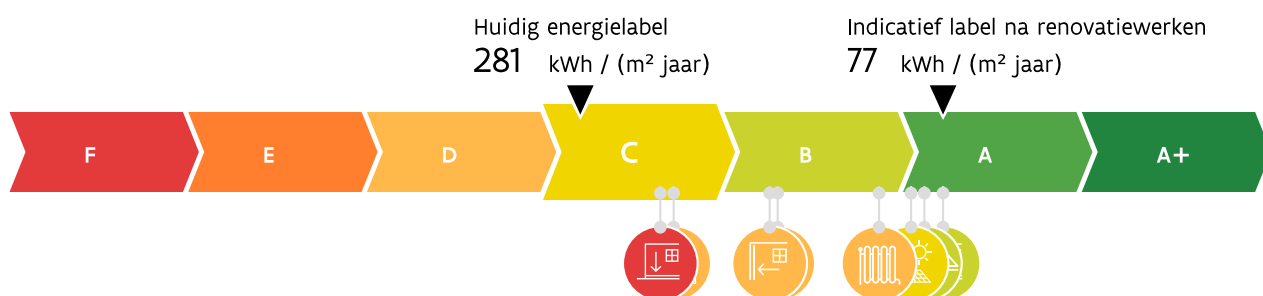 Huidig energielabel
281 kWh / (m² jaar)
Indicatief label na renovatiewerken
77 kWh / (m² jaar)
F E D C B A A+